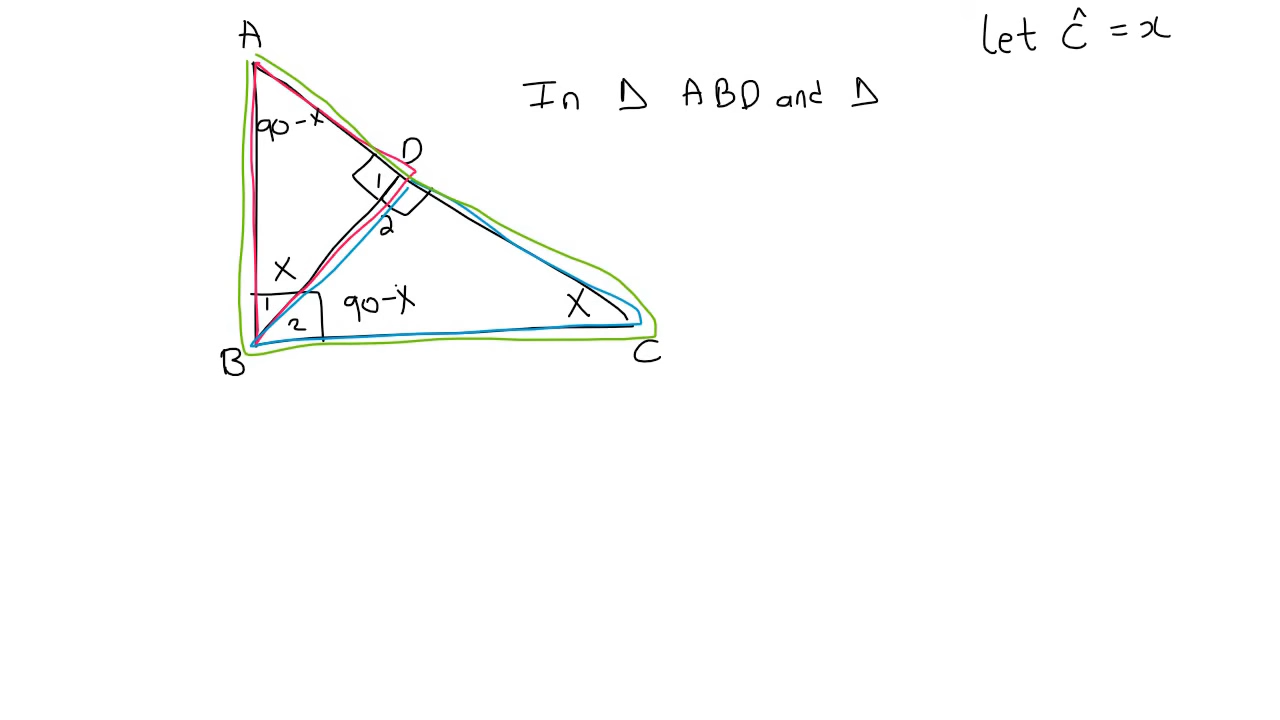 let Ĉ = x
A
In Δ ABD and Δ
90-x
D
1
2
x
1
90-x
2
x
B
C